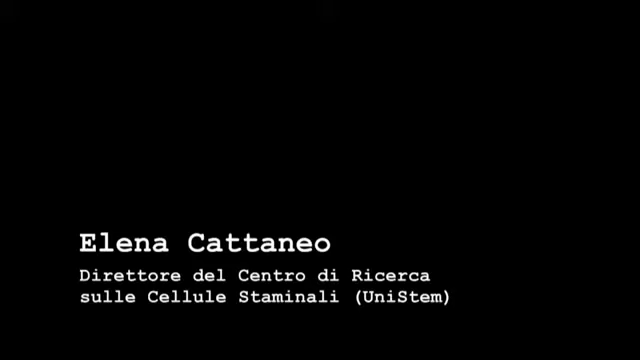 Elena Cattaneo
Direttore del Centro di Ricerca
sulle Cellule Staminali (UniStem)